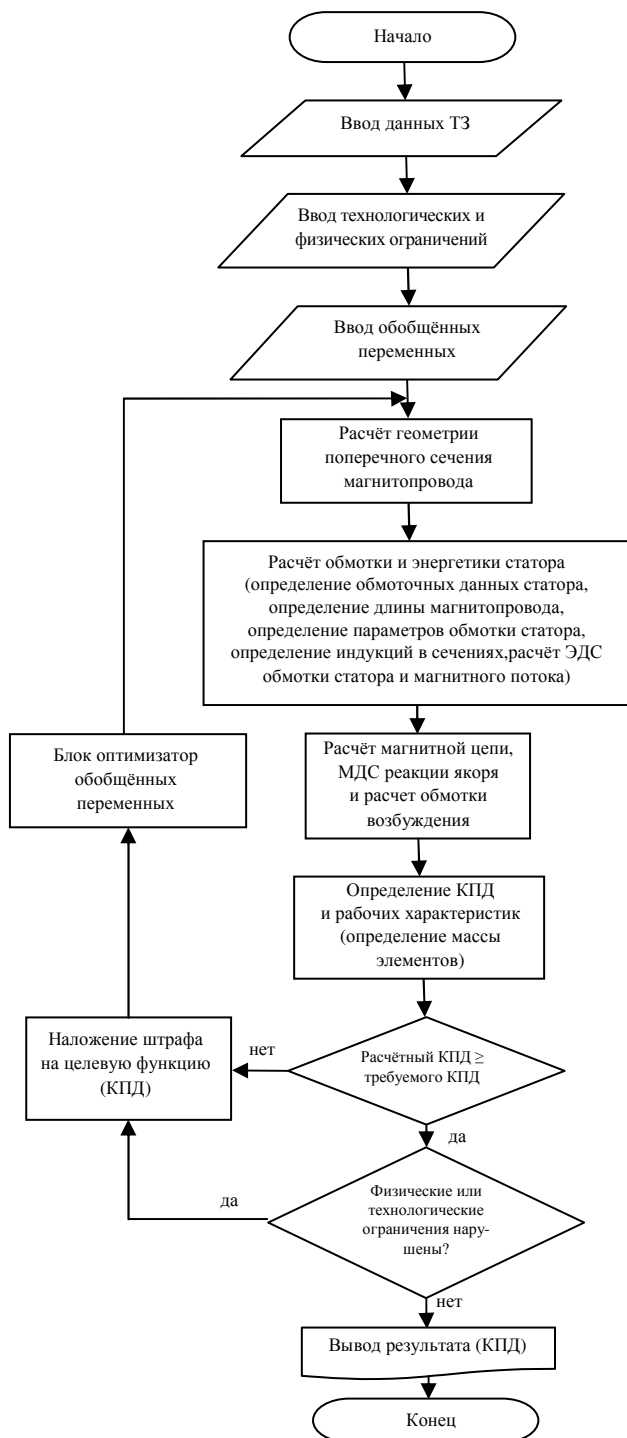 Начало
Ввод данных ТЗ
Ввод технологических и
физических ограничений
Ввод обобщённых
переменных
Расчёт геометрии
поперечного сечения
магнитопровода
Расчёт обмотки и энергетики статора
(определение обмоточных данных статора,
определение длины магнитопровода,
определение параметров обмотки статора,
определение индукций в сечениях,расчёт ЭДС
обмотки статора и магнитного потока)
Блок оптимизатор
обобщённых
переменных
Расчёт магнитной цепи,
МДС реакции якоря
и расчет обмотки
возбуждения
Определение КПД
и рабочих характеристик
(определение массы
элементов)
Наложение штрафа
на целевую функцию
(КПД)
нет
Расчётный КПД ≥
требуемого КПД
да
да
Физические или
технологические
ограничения нару-
шены?
нет
Вывод результата (КПД)
Конец